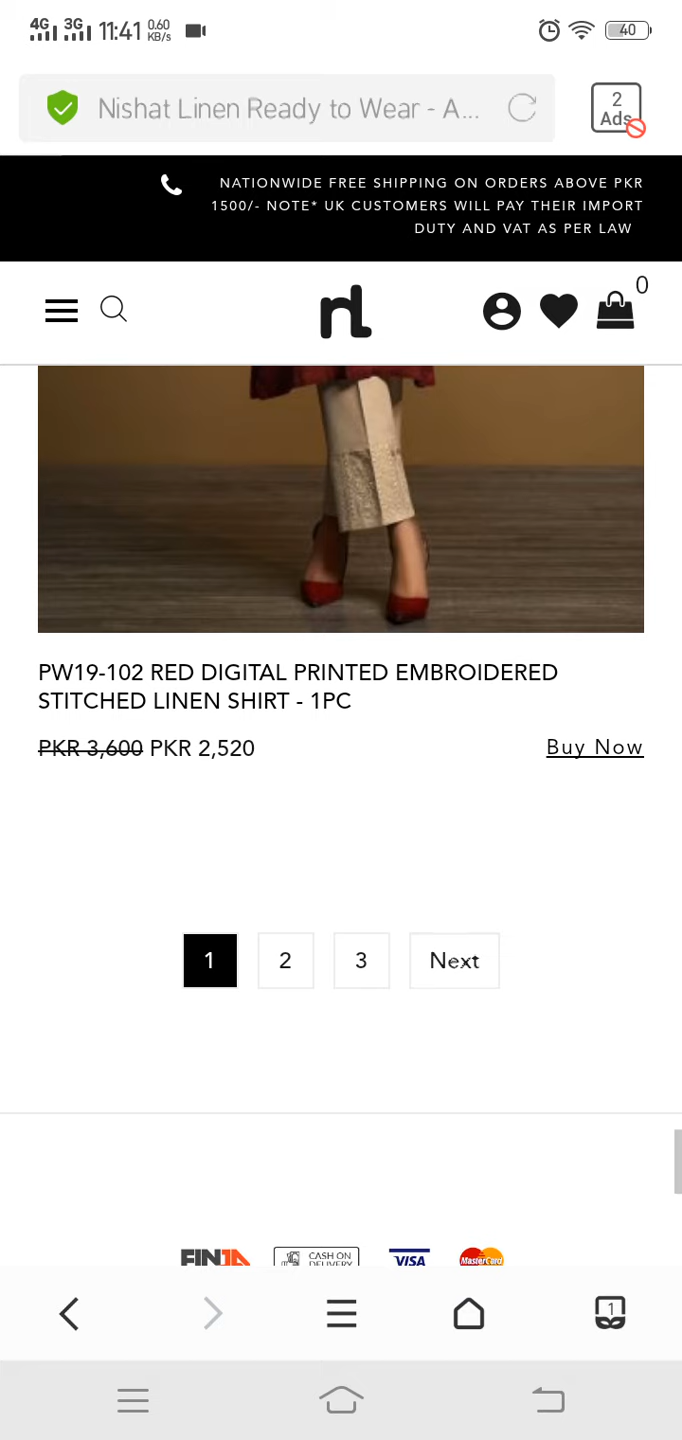 4G 3G 11:41 0.60 KB/s 40
Nishat Linen Ready to Wear - A...
2
Ads
NATIONWIDE FREE SHIPPING ON ORDERS ABOVE PKR
1500/- NOTE* UK CUSTOMERS WILL PAY THEIR IMPORT
DUTY AND VAT AS PER LAW
nl 0
PW19-102 RED DIGITAL PRINTED EMBROIDERED
STITCHED LINEN SHIRT - 1PC
PKR 3,600 PKR 2,520 Buy Now
1 2 3 Next
FINJA CASH ON DELIVERY VISA MasterCard
1